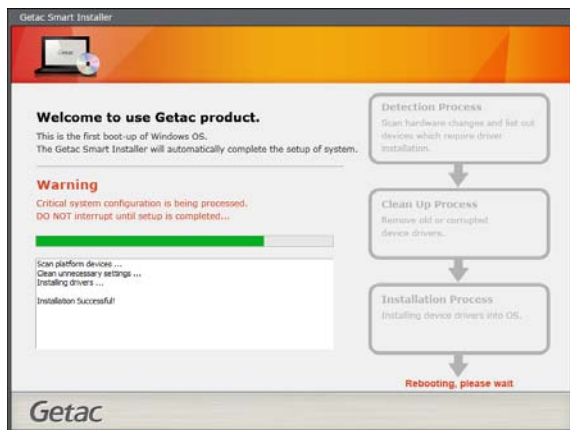 Getac Smart Installer
Getac
Welcome to use Getac product.
This is the first boot-up of Windows OS.
The Getac Smart Installer will automatically complete the setup of system.
Warning
Critical system configuration is being processed.
DO NOT interrupt until setup is completed...
Scan platform devices ...
Clean unnecessary settings ...
Installing drivers ...
Installation Successful!
Detection Process
Scan hardware changes and list out
devices which require driver
installation.
Clean Up Process
Remove old or corrupted
device drivers.
Installation Process
Installing device drivers into OS.
Rebooting, please wait
Getac